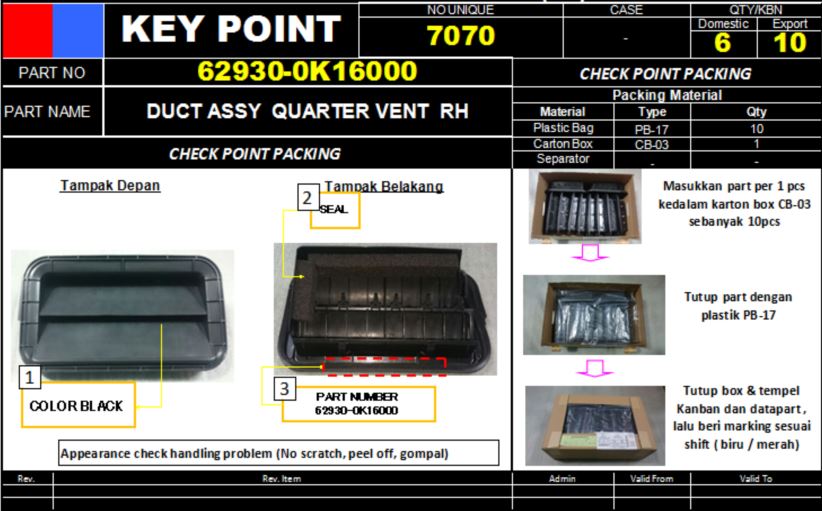 KEY POINT
NO UNIQUE
7070
CASE
-
QTY/KBN
Domestic
Export
6
10
PART NO
62930-0K16000
PART NAME
DUCT ASSY QUARTER VENT RH
CHECK POINT PACKING
CHECK POINT PACKING
Packing Material
Material Type Qty
Plastic Bag PB-17 10
Carton Box CB-03 1
Separator - -
Tampak Depan
Tampak Belakang
2
SEAL
1
COLOR BLACK
3
PART NUMBER
62930-0K16000
Appearance check handling problem (No scratch, peel off, gompal)
Masukkan part per 1 pcs
kedalam karton box CB-03
sebanyak 10pcs
Tutup part dengan
plastik PB-17
Tutup box & tempel
Kanban dan datapart,
lalu beri marking sesuai
shift ( biru / merah)
Rev. Rev. Item Admin Valid From Valid To